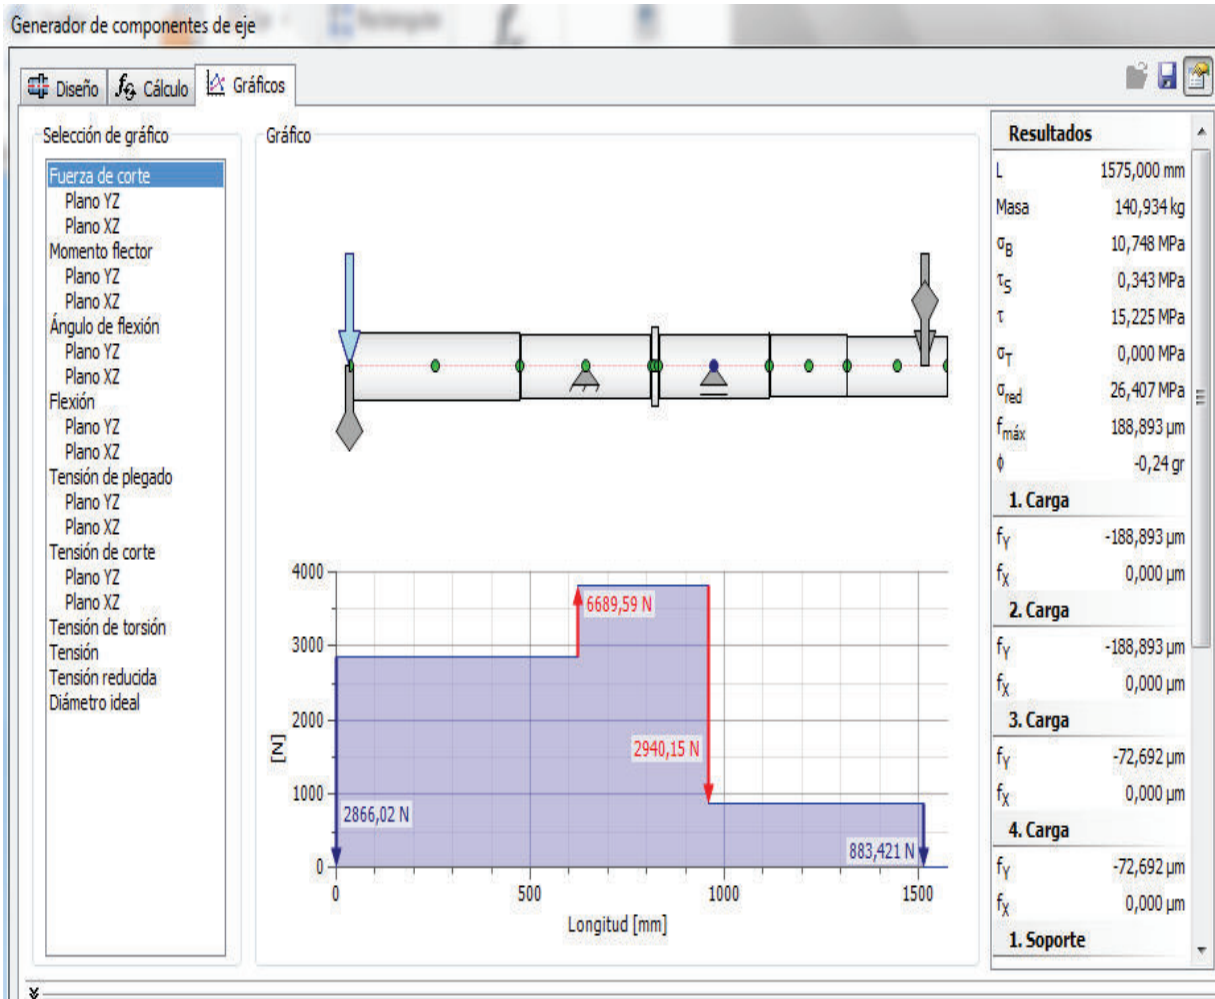 Generador de componentes de eje
Diseño
Cálculo
Gráficos
Selección de gráfico
Fuerza de corte
Plano YZ
Plano XZ
Momento flector
Plano YZ
Plano XZ
Ángulo de flexión
Plano YZ
Plano XZ
Flexión
Plano YZ
Plano XZ
Tensión de plegado
Plano YZ
Plano XZ
Tensión de corte
Plano YZ
Plano XZ
Tensión de torsión
Tensión
Tensión reducida
Diámetro ideal
Gráfico
4000
3000
2000
1000
0
[N]
6689,59 N
2940,15 N
2866,02 N
883,421 N
0
500
1000
1500
Longitud [mm]
Resultados
L 1575,000 mm
Masa 140,934 kg
σB 10,748 MPa
τS 0,343 MPa
τ 15,225 MPa
σT 0,000 MPa
σred 26,407 MPa
fmáx 188,893 μm
ϕ -0,24 gr
1. Carga
fY -188,893 μm
fX 0,000 μm
2. Carga
fY -188,893 μm
fX 0,000 μm
3. Carga
fY -72,692 μm
fX 0,000 μm
4. Carga
fY -72,692 μm
fX 0,000 μm
1. Soporte